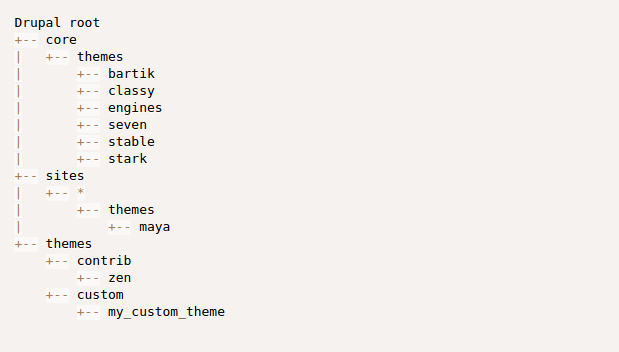 Drupal root
+-- core
|   +-- themes
|       +-- bartik
|       +-- classy
|       +-- engines
|       +-- seven
|       +-- stable
|       +-- stark
+-- sites
|   +-- *
|       +-- themes
|           +-- maya
+-- themes
    +-- contrib
        +-- zen
    +-- custom
        +-- my_custom_theme